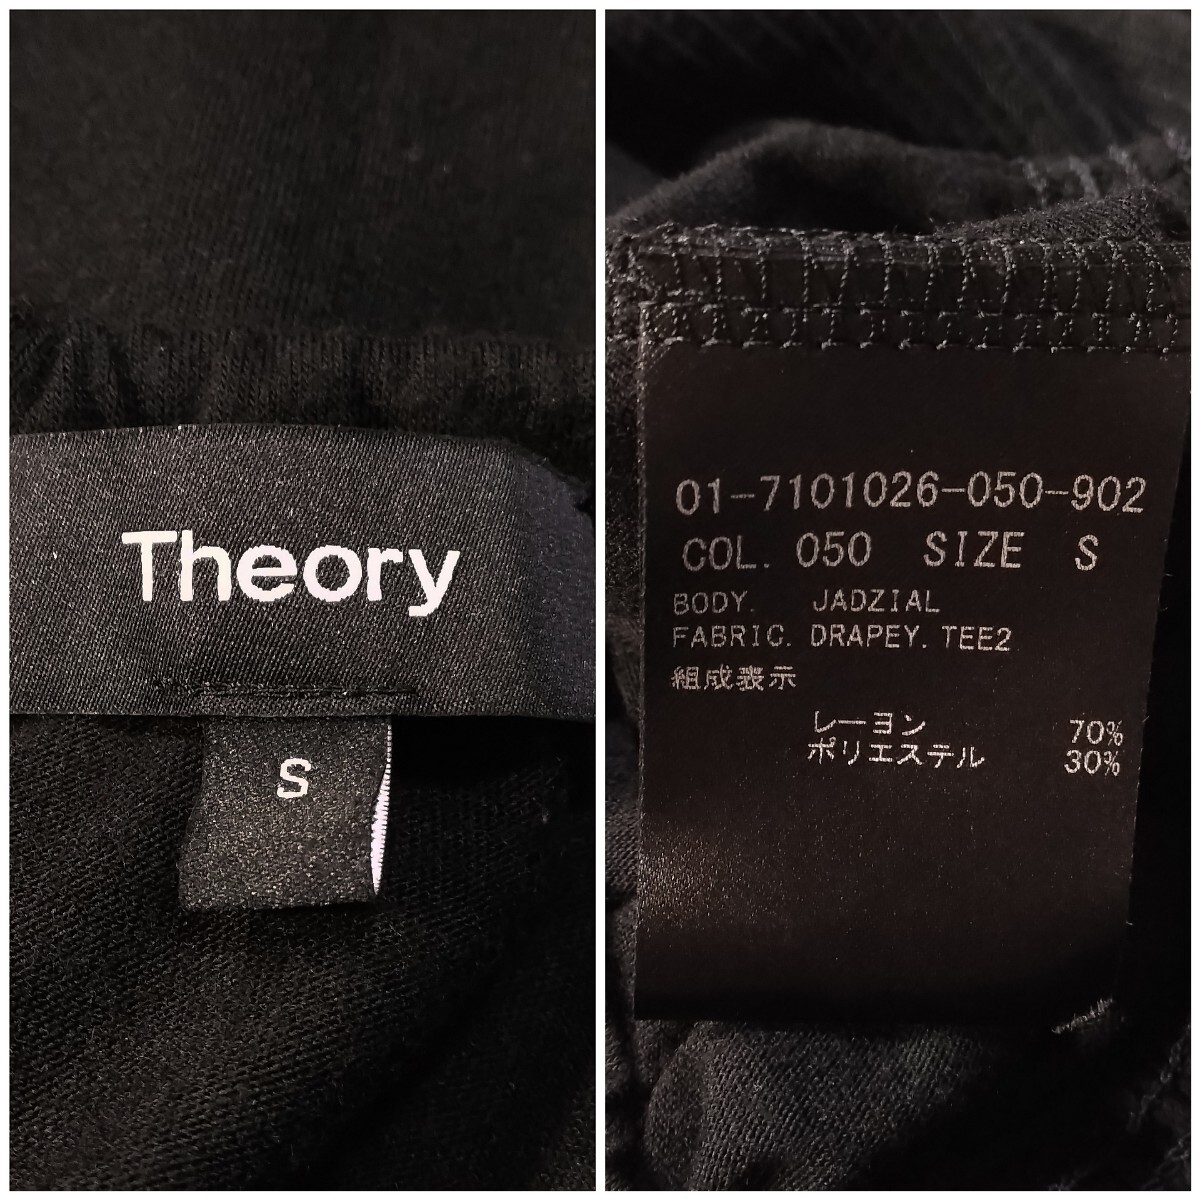 Theory
S
01-7101026-050-902
COL. 050 SIZE S
BODY. JADZIAL
FABRIC. DRAPEY. TEE2
組成表示
レーヨン 70%
ポリエステル 30%